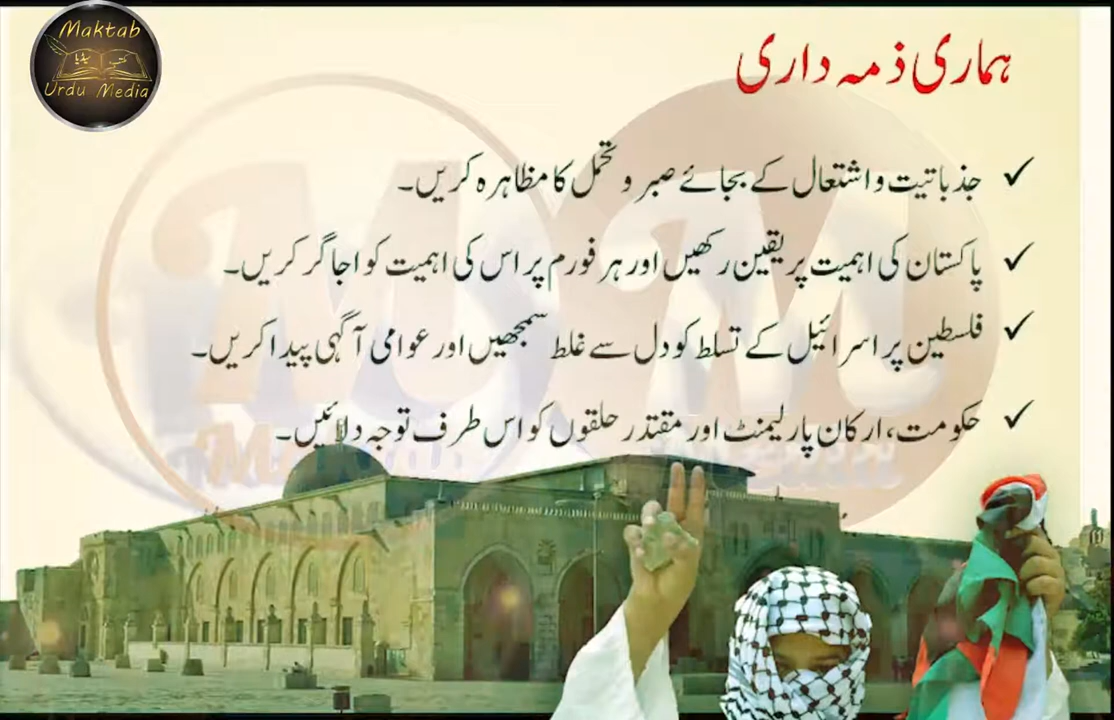 Maktab
مکتب میڈیا
Urdu Media
ہماری ذمہ داری
جذباتیت و اشتعال کے بجائے صبر و تحمل کا مظاہرہ کریں۔
پاکستان کی اہمیت پر یقین رکھیں اور ہر فورم پر اس کی اہمیت کو اجاگر کریں۔
فلسطین پر اسرائیل کے تسلط کو دل سے غلط سمجھیں اور عوامی آگہی پیدا کریں۔
حکومت، ارکان پارلیمنٹ اور مقتدر حلقوں کو اس طرف توجہ دلائیں۔